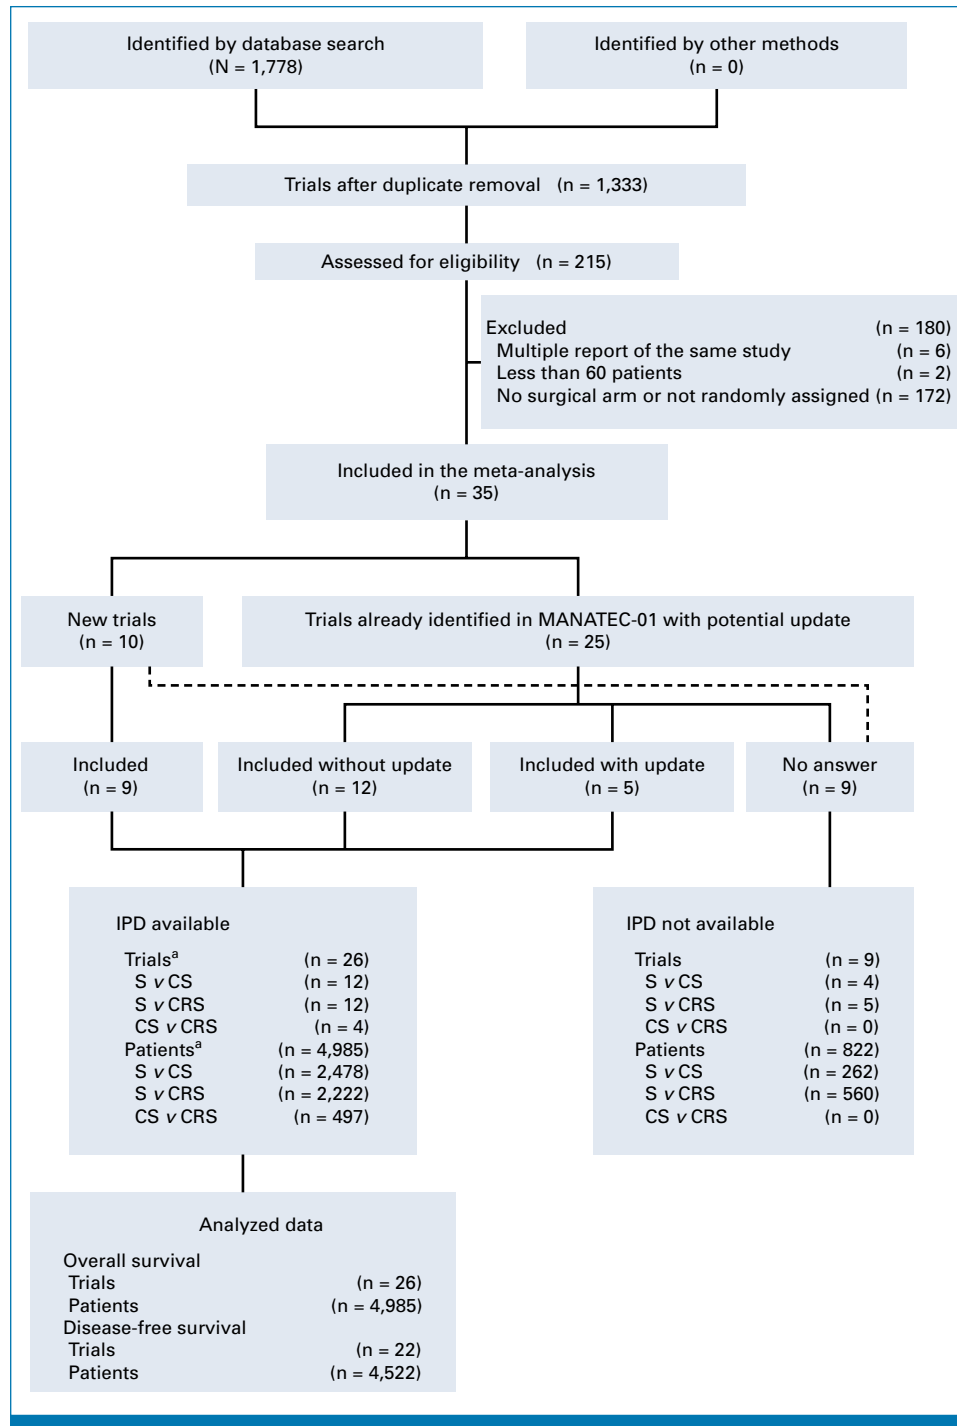 Identified by database search
(N = 1,778)
Identified by other methods
(n = 0)
Trials after duplicate removal (n = 1,333)
Assessed for eligibility (n = 215)
Excluded (n = 180)
Multiple report of the same study (n = 6)
Less than 60 patients (n = 2)
No surgical arm or not randomly assigned (n = 172)
Included in the meta-analysis
(n = 35)
New trials
(n = 10)
Trials already identified in MANATEC-01 with potential update
(n = 25)
Included
(n = 9)
Included without update
(n = 12)
Included with update
(n = 5)
No answer
(n = 9)
IPD available
Trialsa (n = 26)
S v CS (n = 12)
S v CRS (n = 12)
CS v CRS (n = 4)
Patientsa (n = 4,985)
S v CS (n = 2,478)
S v CRS (n = 2,222)
CS v CRS (n = 497)
IPD not available
Trials (n = 9)
S v CS (n = 4)
S v CRS (n = 5)
CS v CRS (n = 0)
Patients (n = 822)
S v CS (n = 262)
S v CRS (n = 560)
CS v CRS (n = 0)
Analyzed data
Overall survival
Trials (n = 26)
Patients (n = 4,985)
Disease-free survival
Trials (n = 22)
Patients (n = 4,522)